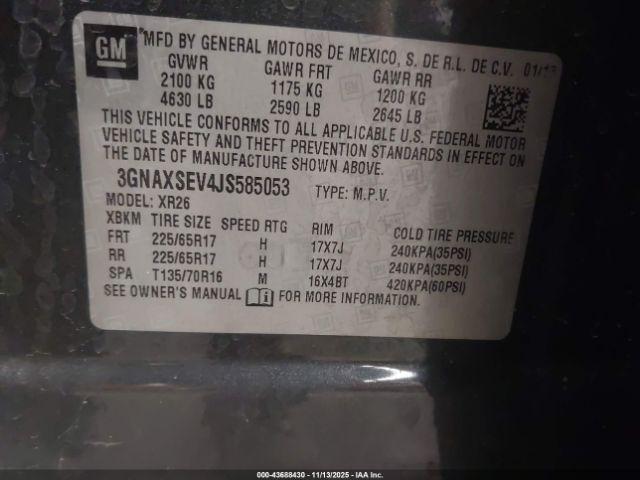 GM
MFD BY GENERAL MOTORS DE MEXICO, S. DE R.L. DE C.V. 01/
GVWR GAWR FRT GAWR RR
2100 KG 1175 KG 1200 KG
4630 LB 2590 LB 2645 LB
THIS VEHICLE CONFORMS TO ALL APPLICABLE U.S. FEDERAL MOTOR
VEHICLE SAFETY AND THEFT PREVENTION STANDARDS IN EFFECT ON
THE DATE OF MANUFACTURE SHOWN ABOVE.
3GNAXSEV4JS585053 TYPE: M.P.V.
MODEL: XR26
XBKM TIRE SIZE SPEED RTG RIM COLD TIRE PRESSURE
FRT 225/65R17 H 17X7J 240KPA(35PSI)
RR 225/65R17 H 17X7J 240KPA(35PSI)
SPA T135/70R16 M 16X4BT 420KPA(60PSI)
SEE OWNER'S MANUAL FOR MORE INFORMATION.
000-43688430 - 11/13/2025 - IAA Inc.